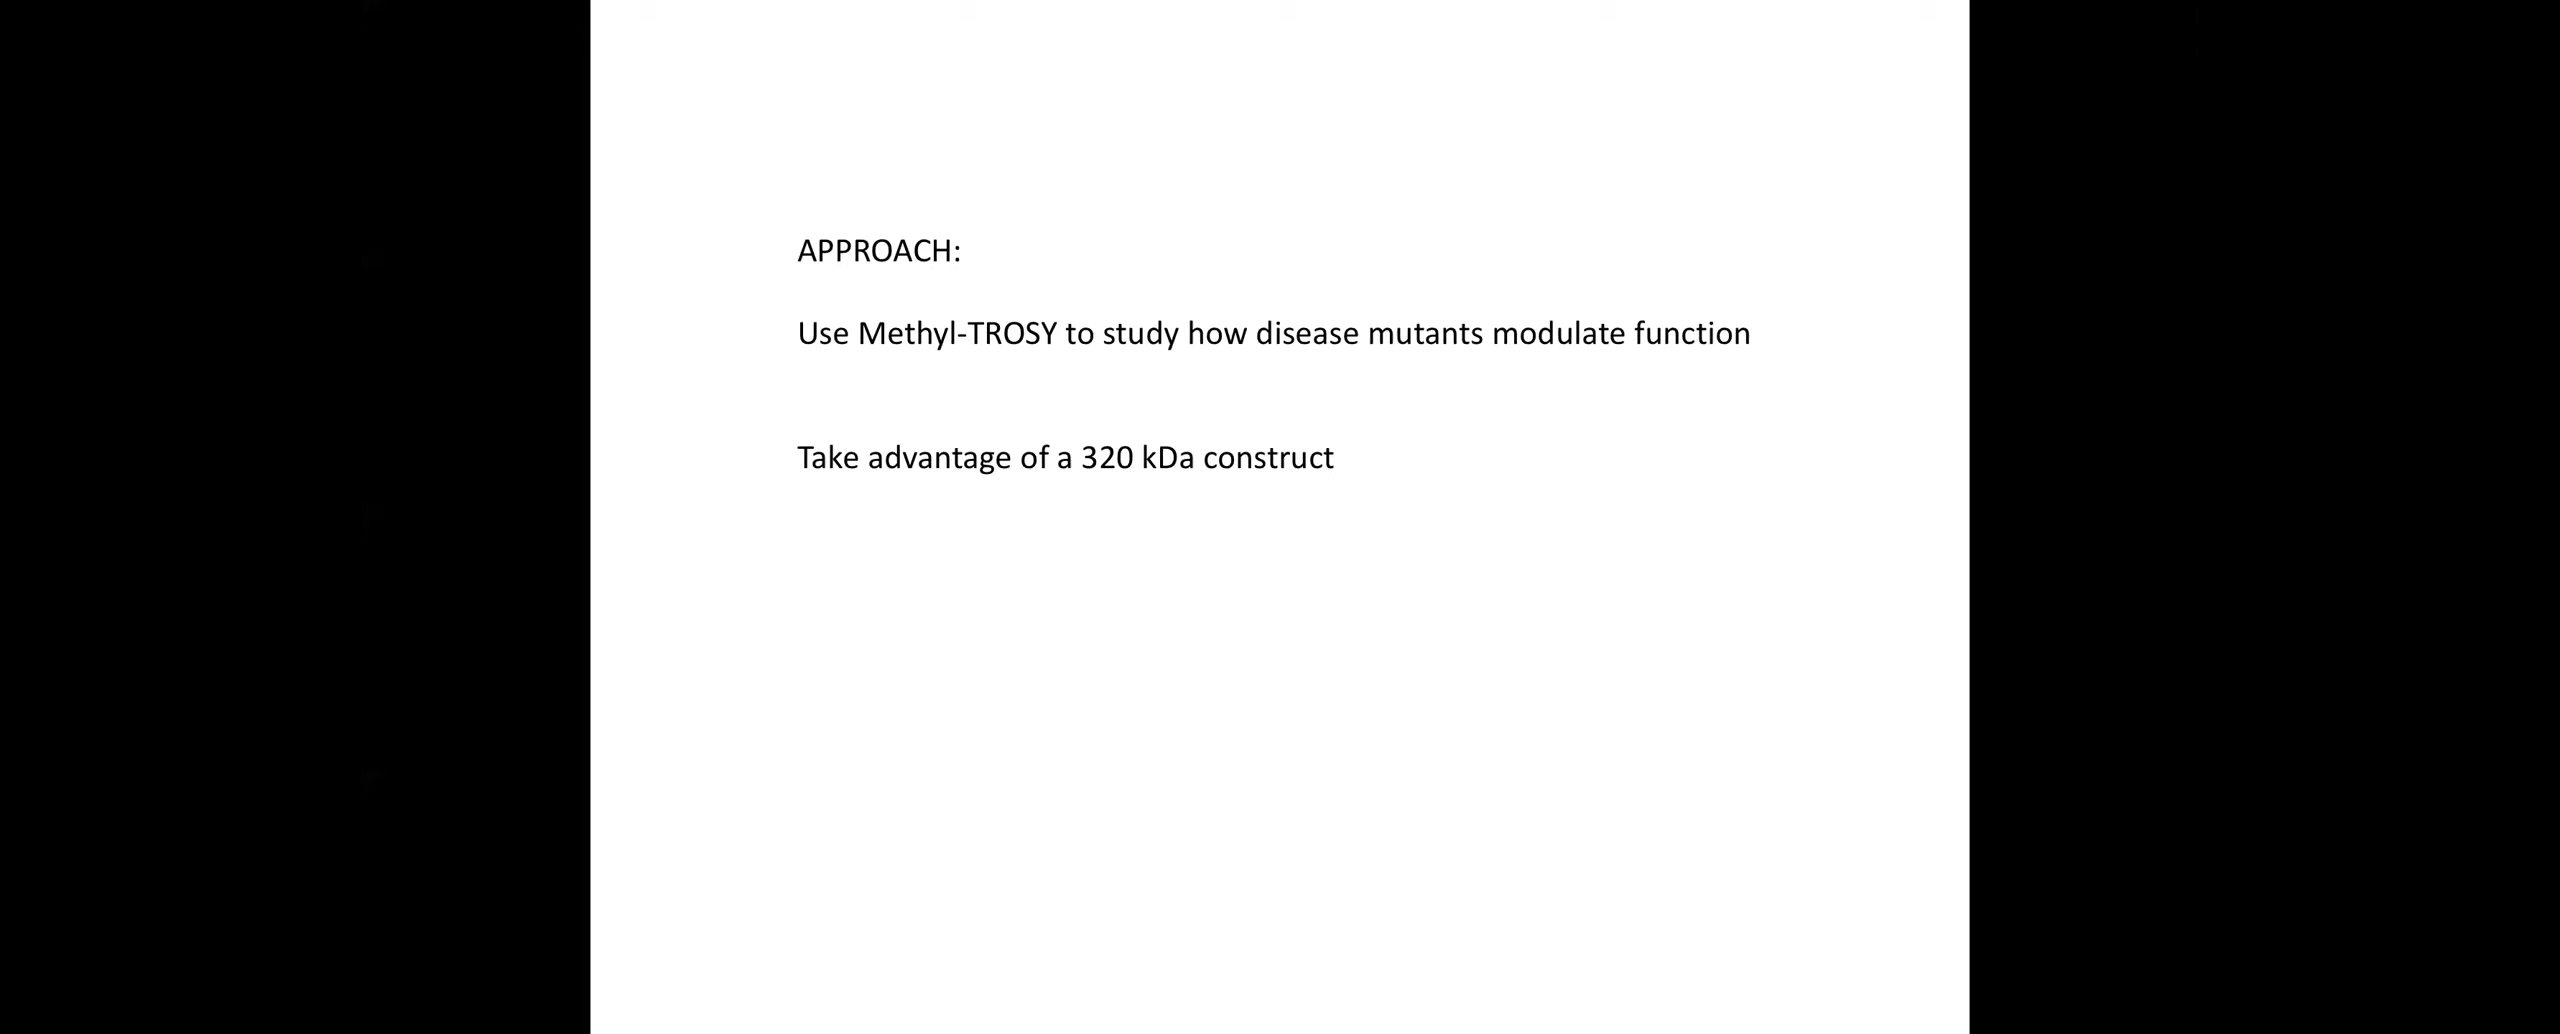 APPROACH:
Use Methyl-TROSY to study how disease mutants modulate function
Take advantage of a 320 kDa construct